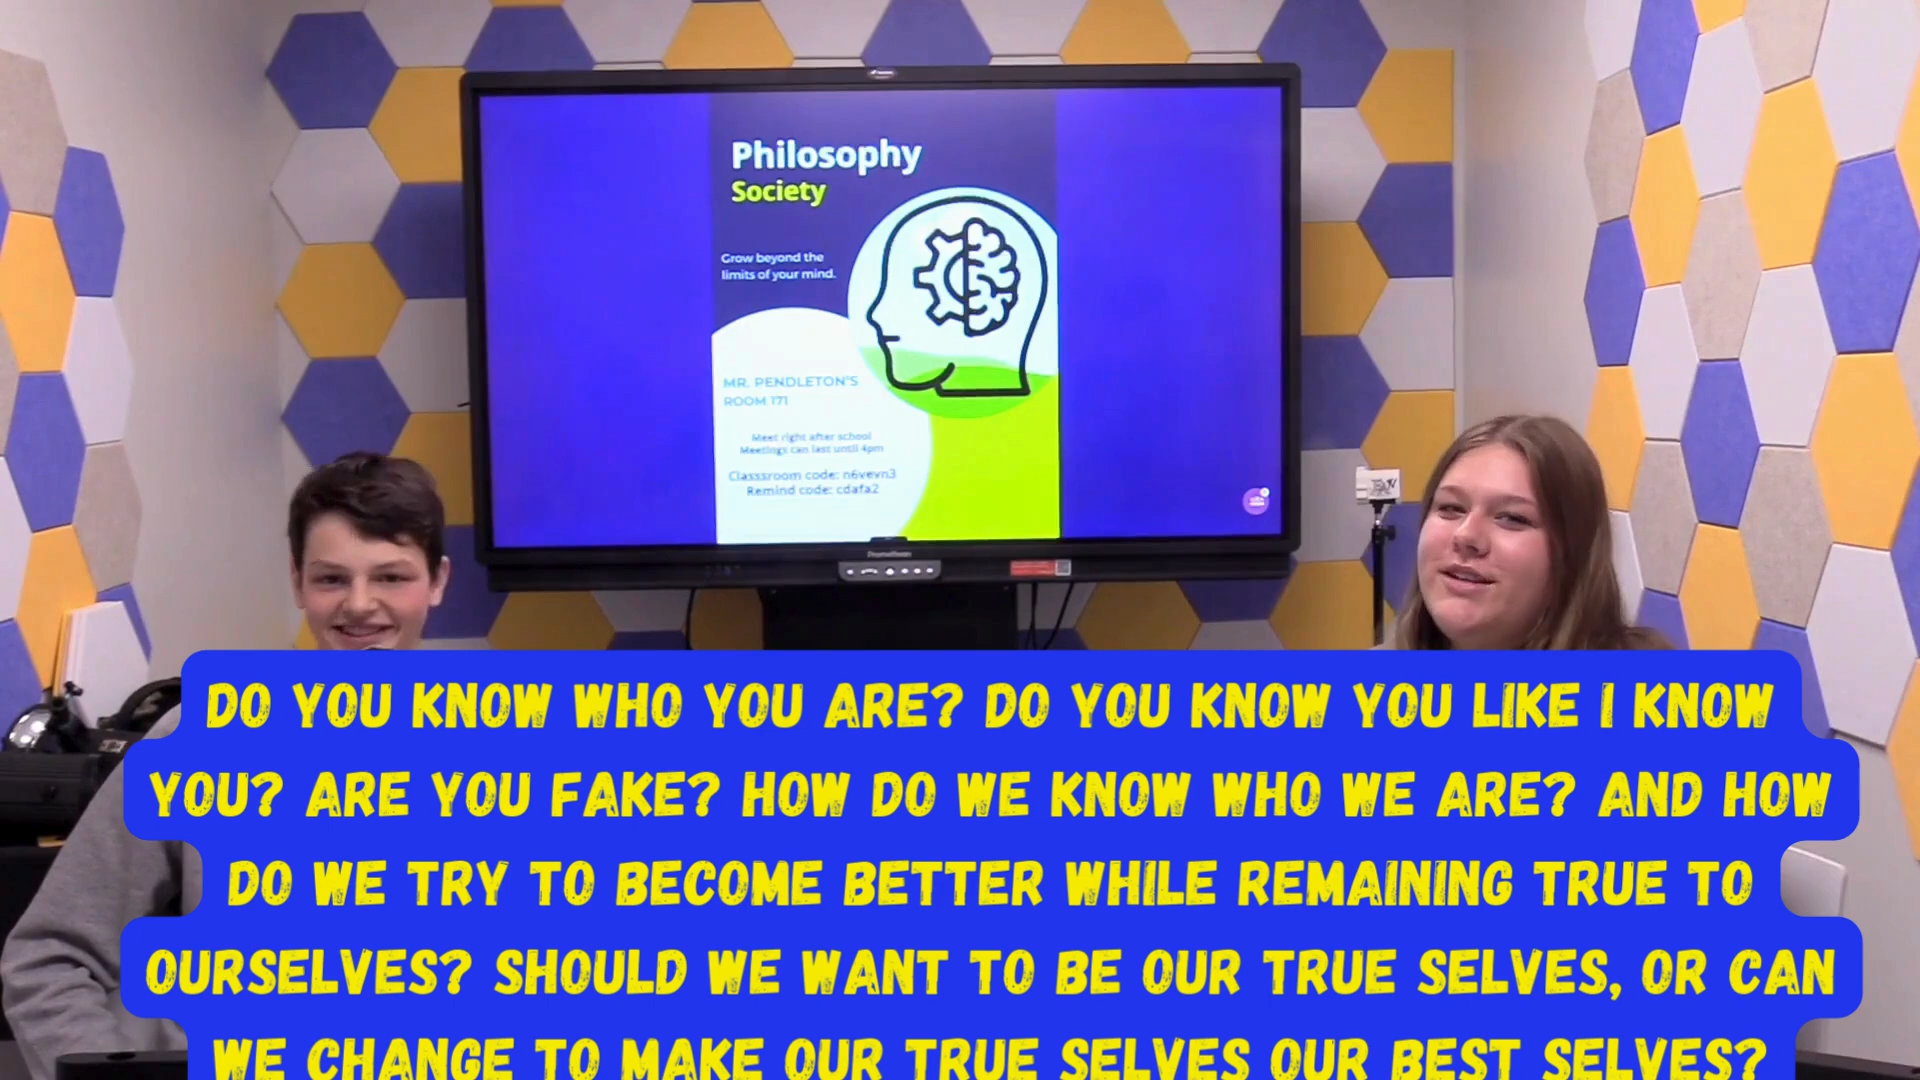 Philosophy
Society
Grow beyond the
limits of your mind.
MR. PENDLETON'S
ROOM 171
Meet right after school
Meetings can last until 4pm
Classsroom code: n6vevn3
Remind code: cdafa2
Promethean
DO YOU KNOW WHO YOU ARE? DO YOU KNOW YOU LIKE I KNOW
YOU? ARE YOU FAKE? HOW DO WE KNOW WHO WE ARE? AND HOW
DO WE TRY TO BECOME BETTER WHILE REMAINING TRUE TO
OURSELVES? SHOULD WE WANT TO BE OUR TRUE SELVES, OR CAN
WE CHANGE TO MAKE OUR TRUE SELVES OUR BEST SELVES?